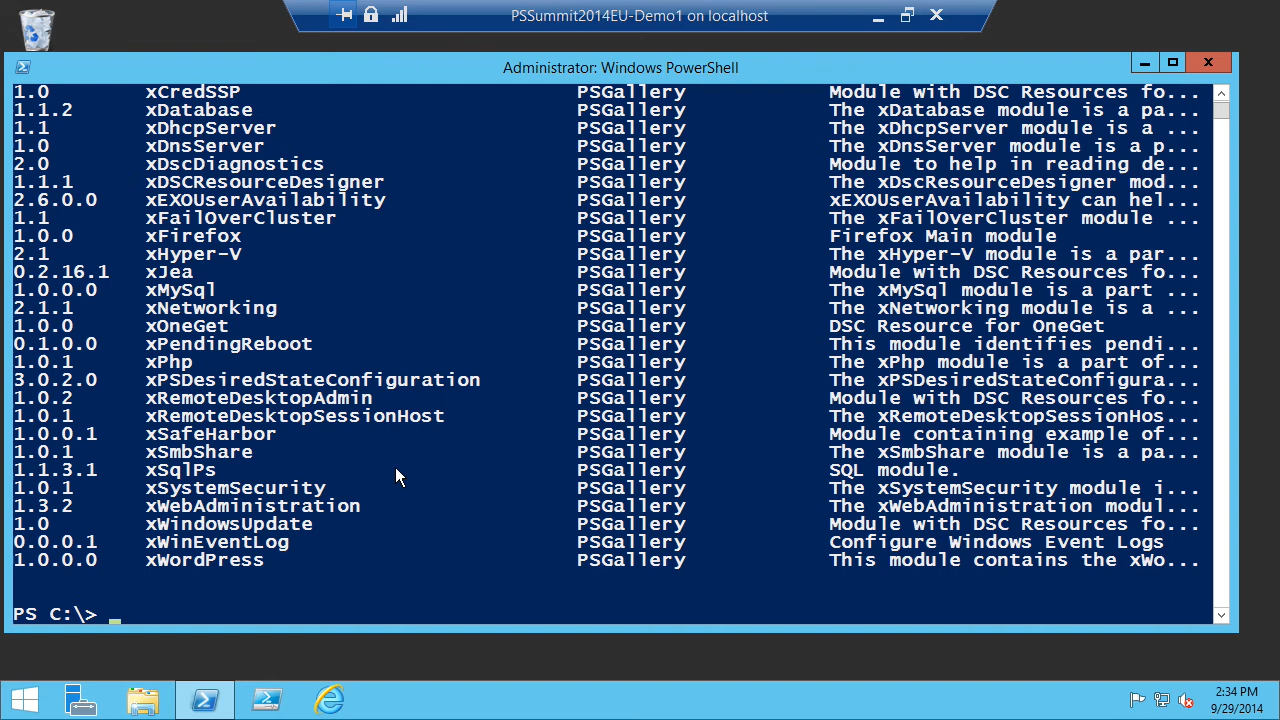 PSSummit2014EU-Demo1 on localhost
Administrator: Windows PowerShell
1.0 xCredSSP PSGallery Module with DSC Resources fo...
1.1.2 xDatabase PSGallery The xDatabase module is a pa...
1.1 xDhcpServer PSGallery The xDhcpServer module is a ...
1.0 xDnsServer PSGallery The xDnsServer module is a p...
2.0 xDscDiagnostics PSGallery Module to help in reading de...
1.1.1 xDSCResourceDesigner PSGallery The xDscResourceDesigner mod...
2.6.0.0 xEXOUserAvailability PSGallery xEXOUserAvailability can hel...
1.1 xFailOverCluster PSGallery The xFailOverCluster module ...
1.0.0 xFirefox PSGallery Firefox Main module
2.1 xHyper-V PSGallery The xHyper-V module is a par...
0.2.16.1 xJea PSGallery Module with DSC Resources fo...
1.0.0.0 xMySql PSGallery The xMySql module is a part ...
2.1.1 xNetworking PSGallery The xNetworking module is a ...
1.0.0 xOneGet PSGallery DSC Resource for OneGet
0.1.0.0 xPendingReboot PSGallery This module identifies pendi...
1.0.1 xPhp PSGallery The xPhp module is a part of...
3.0.2.0 xPSDesiredStateConfiguration PSGallery The xPSDesiredStateConfigura...
1.0.2 xRemoteDesktopAdmin PSGallery Module with DSC Resources fo...
1.0.1 xRemoteDesktopSessionHost PSGallery The xRemoteDesktopSessionHos...
1.0.0.1 xSafeHarbor PSGallery Module containing example of...
1.0.1 xSmbShare PSGallery The xSmbShare module is a pa...
1.1.3.1 xSqlPs PSGallery SQL module.
1.0.1 xSystemSecurity PSGallery The xSystemSecurity module i...
1.3.2 xWebAdministration PSGallery The xWebAdministration modul...
1.0 xWindowsUpdate PSGallery Module with DSC Resources fo...
0.0.0.1 xWinEventLog PSGallery Configure Windows Event Logs
1.0.0.0 xWordPress PSGallery This module contains the xWo...
PS C:\>
2:34 PM
9/29/2014